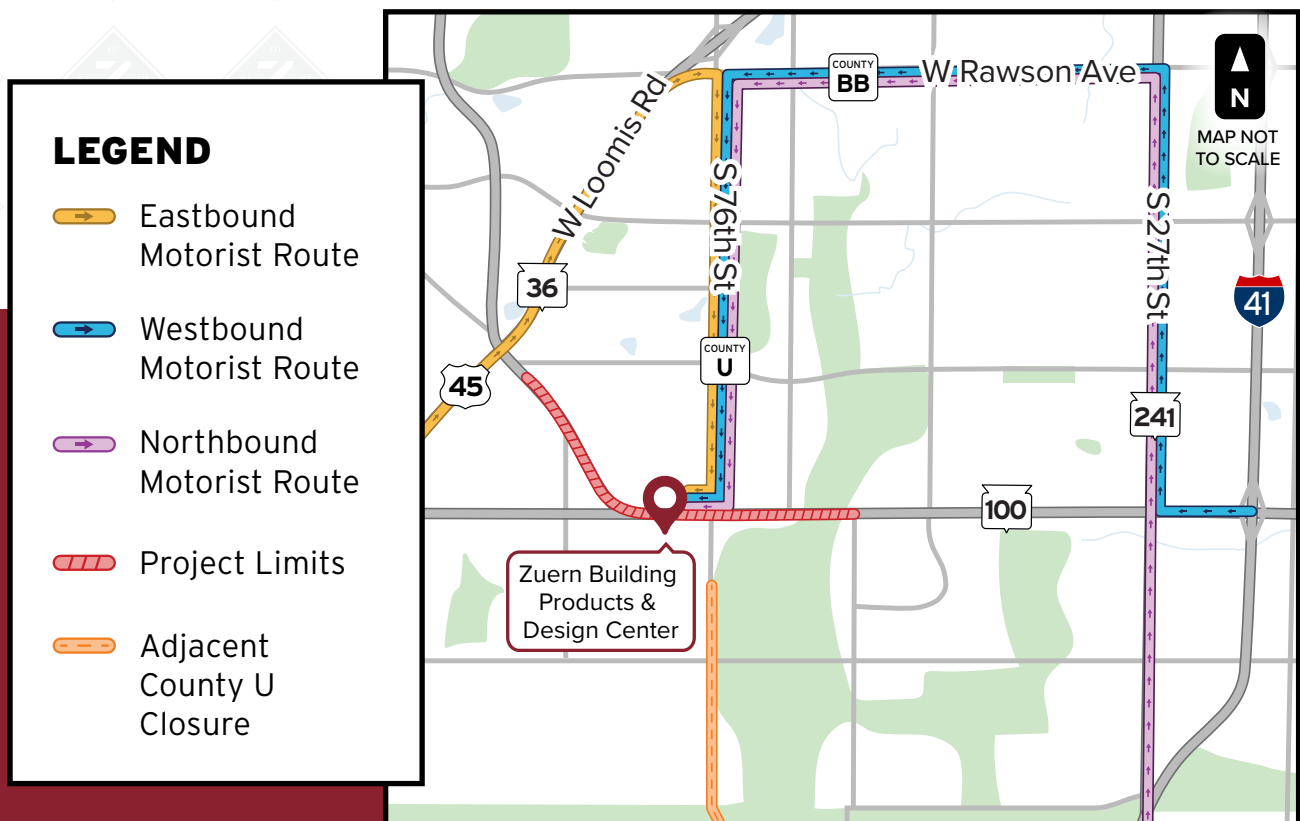 LEGEND
Eastbound
Motorist Route
Westbound
Motorist Route
Northbound
Motorist Route
Project Limits
Adjacent
County U
Closure
W Loomis Rd
COUNTY
BB
W Rawson Ave
N
MAP NOT
TO SCALE
S 76th St
S 27th St
36
41
COUNTY
U
45
241
100
Zuern Building
Products &
Design Center